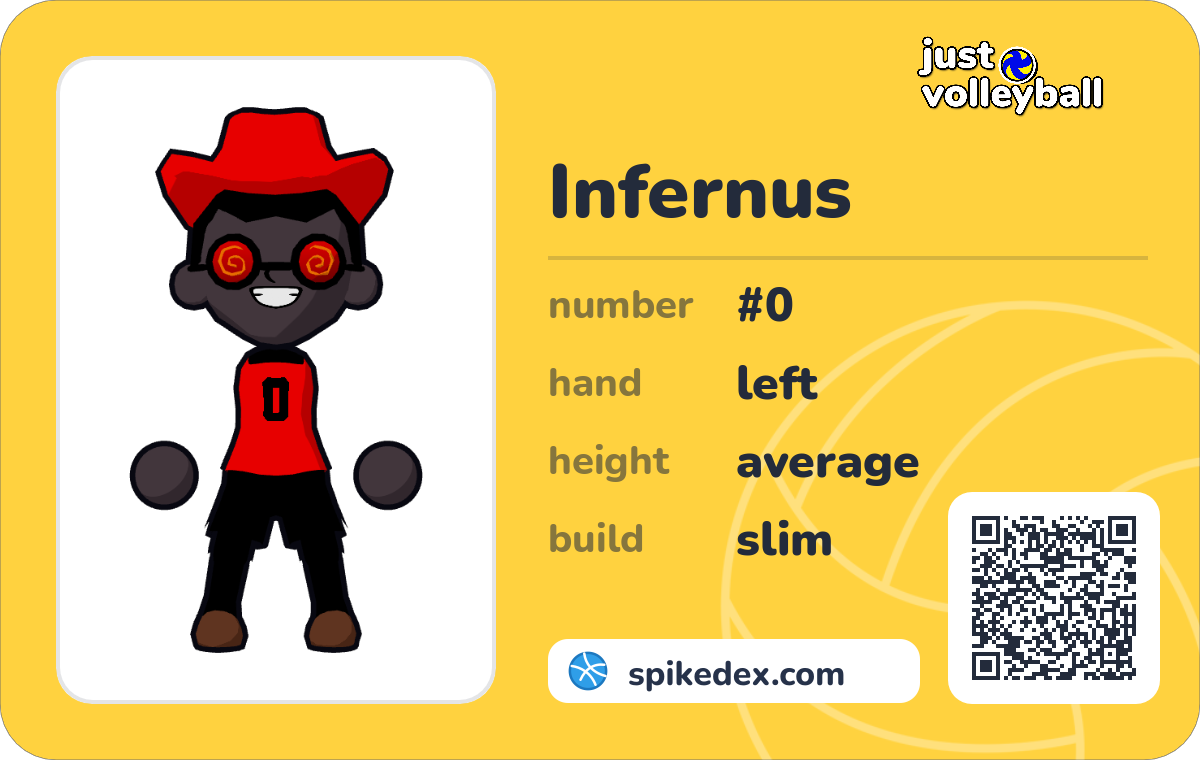 just
volleyball
Infernus
number #0
hand left
height average
build slim
0
spikedex.com